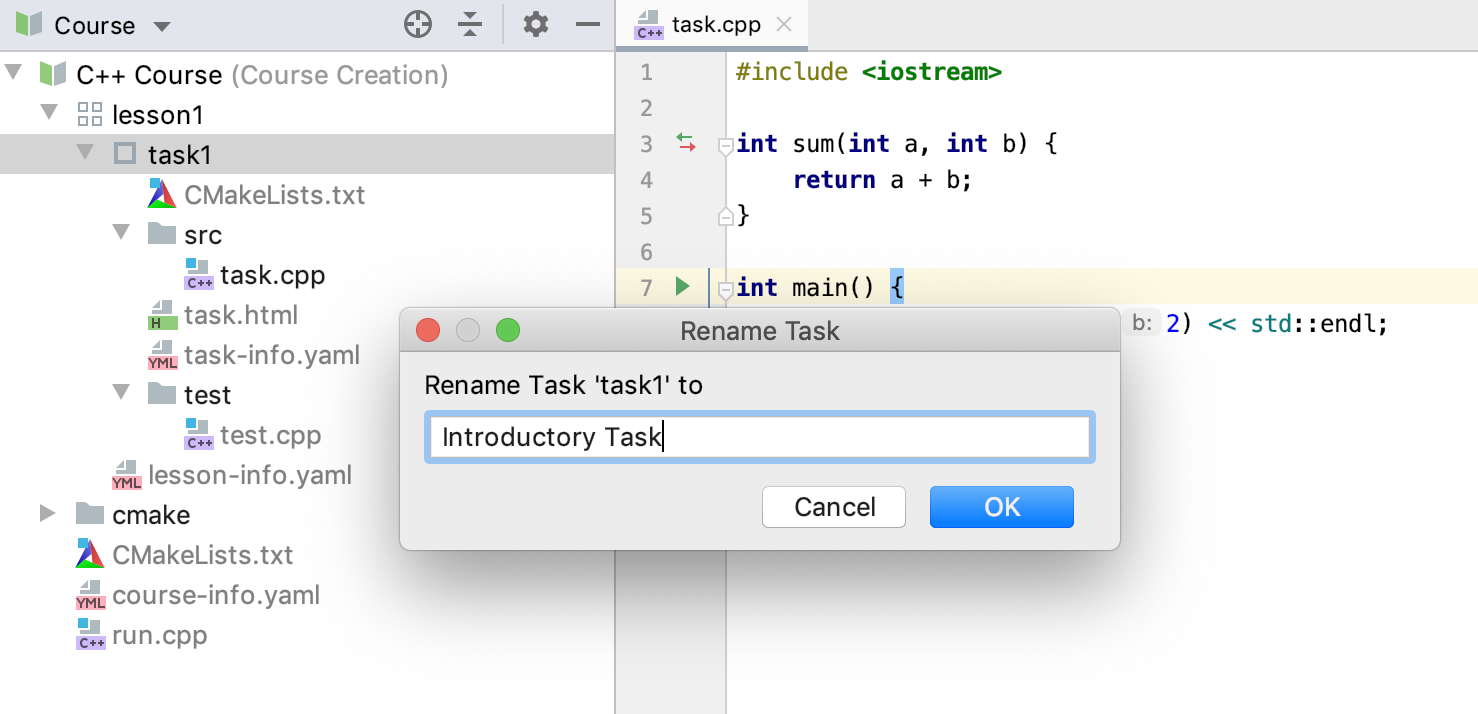 Course
C++ Course (Course Creation)
lesson1
task1
CMakeLists.txt
src
C++ task.cpp
H task.html
YML task-info.yaml
test
C++ test.cpp
YML lesson-info.yaml
cmake
CMakeLists.txt
YML course-info.yaml
C++ run.cpp
C++ task.cpp
1 #include <iostream>
2
3 int sum(int a, int b) {
4 return a + b;
5 }
6
7 int main() {
b: 2) << std::endl;
Rename Task
Rename Task 'task1' to
Introductory Task
Cancel OK